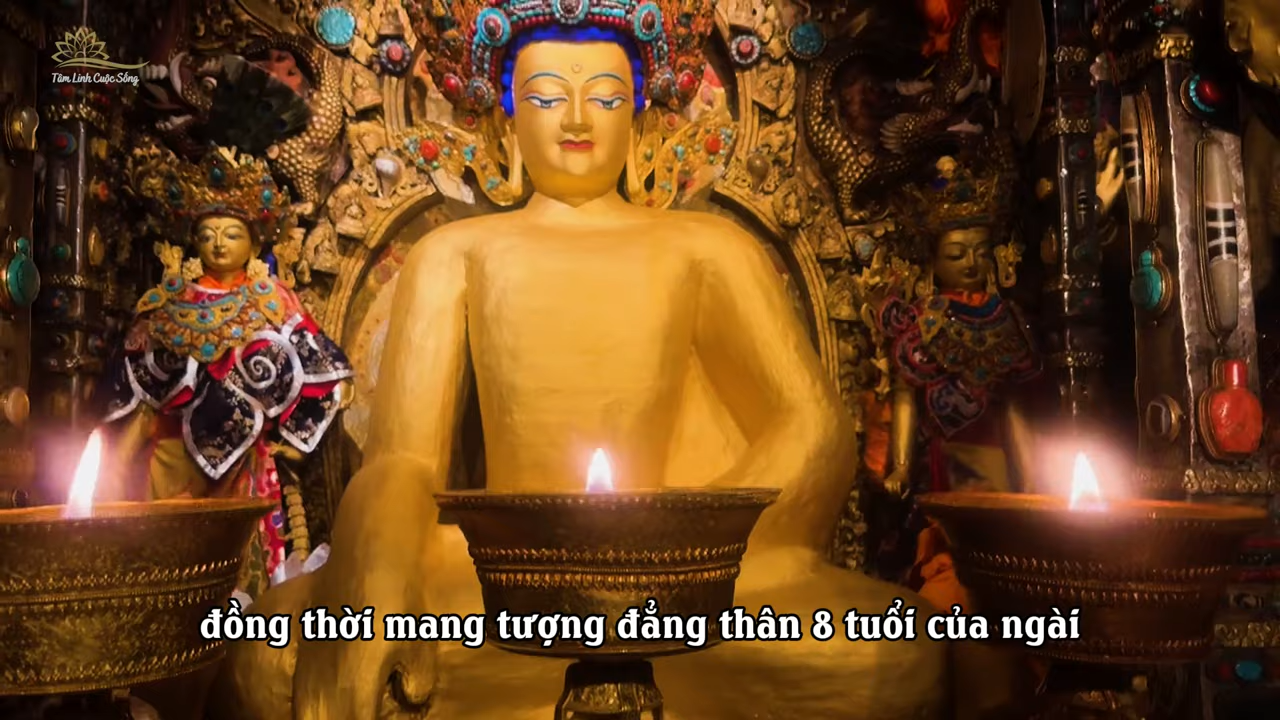 Tâm Linh Cuộc Sống
đồng thời mang tượng đẳng thân 8 tuổi của ngài